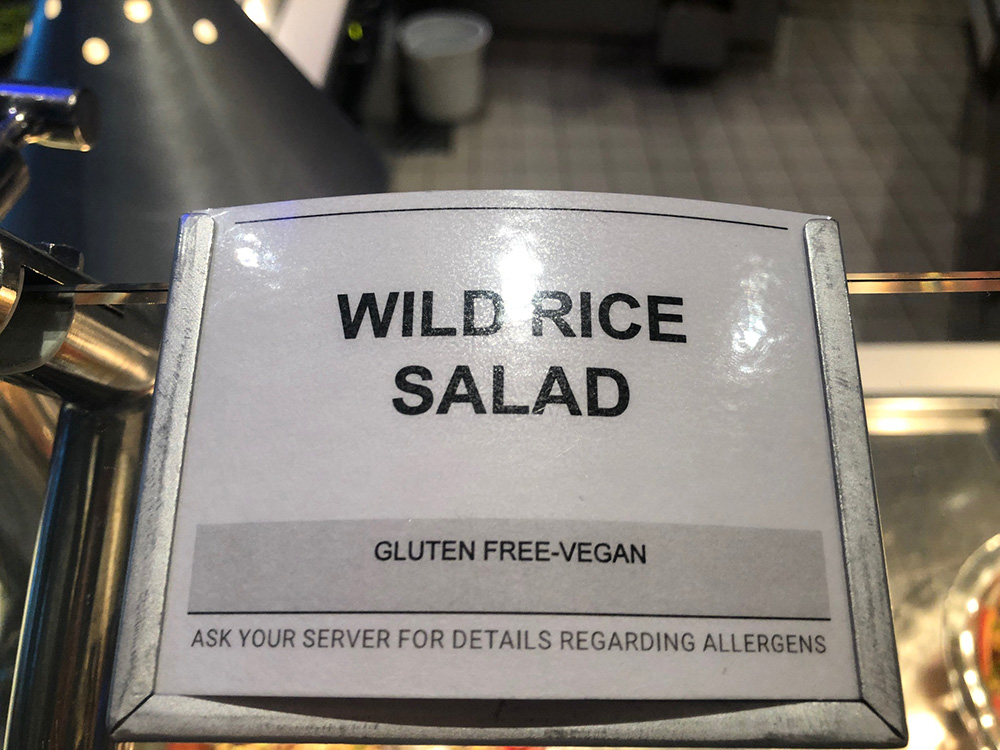 WILD RICE
SALAD
GLUTEN FREE-VEGAN
ASK YOUR SERVER FOR DETAILS REGARDING ALLERGENS